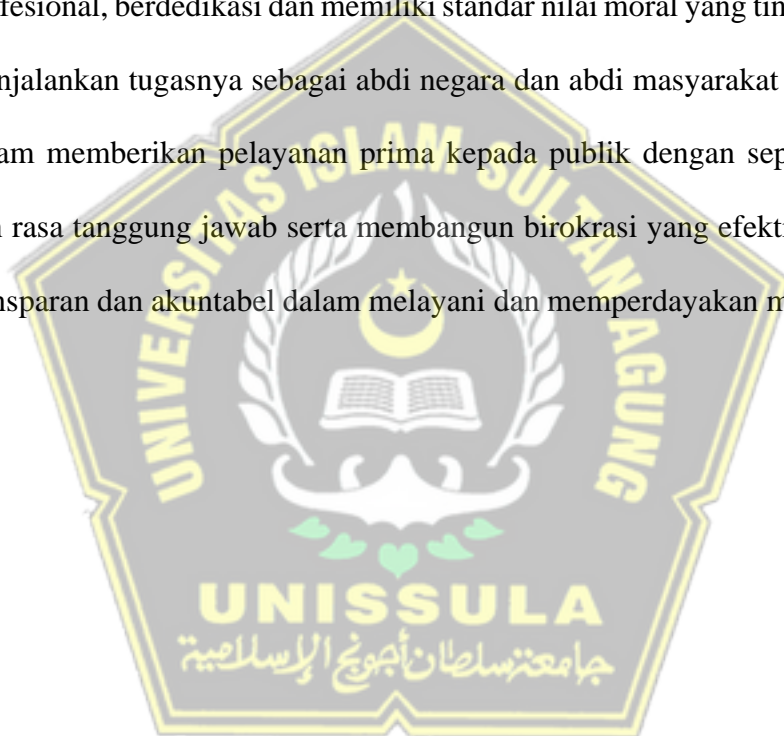 fesional, berdedikasi dan memiliki standar nilai moral yang tin
njalankan tugasnya sebagai abdi negara dan abdi masyarakat
am memberikan pelayanan prima kepada publik dengan sep
n rasa tanggung jawab serta membangun birokrasi yang efekt
nsparan dan akuntabel dalam melayani dan memperdayakan m
UNIVERSITAS ISLAM SULTAN AGUNG
UNISSULA
جامعة سلطان أجونج الإسلامية